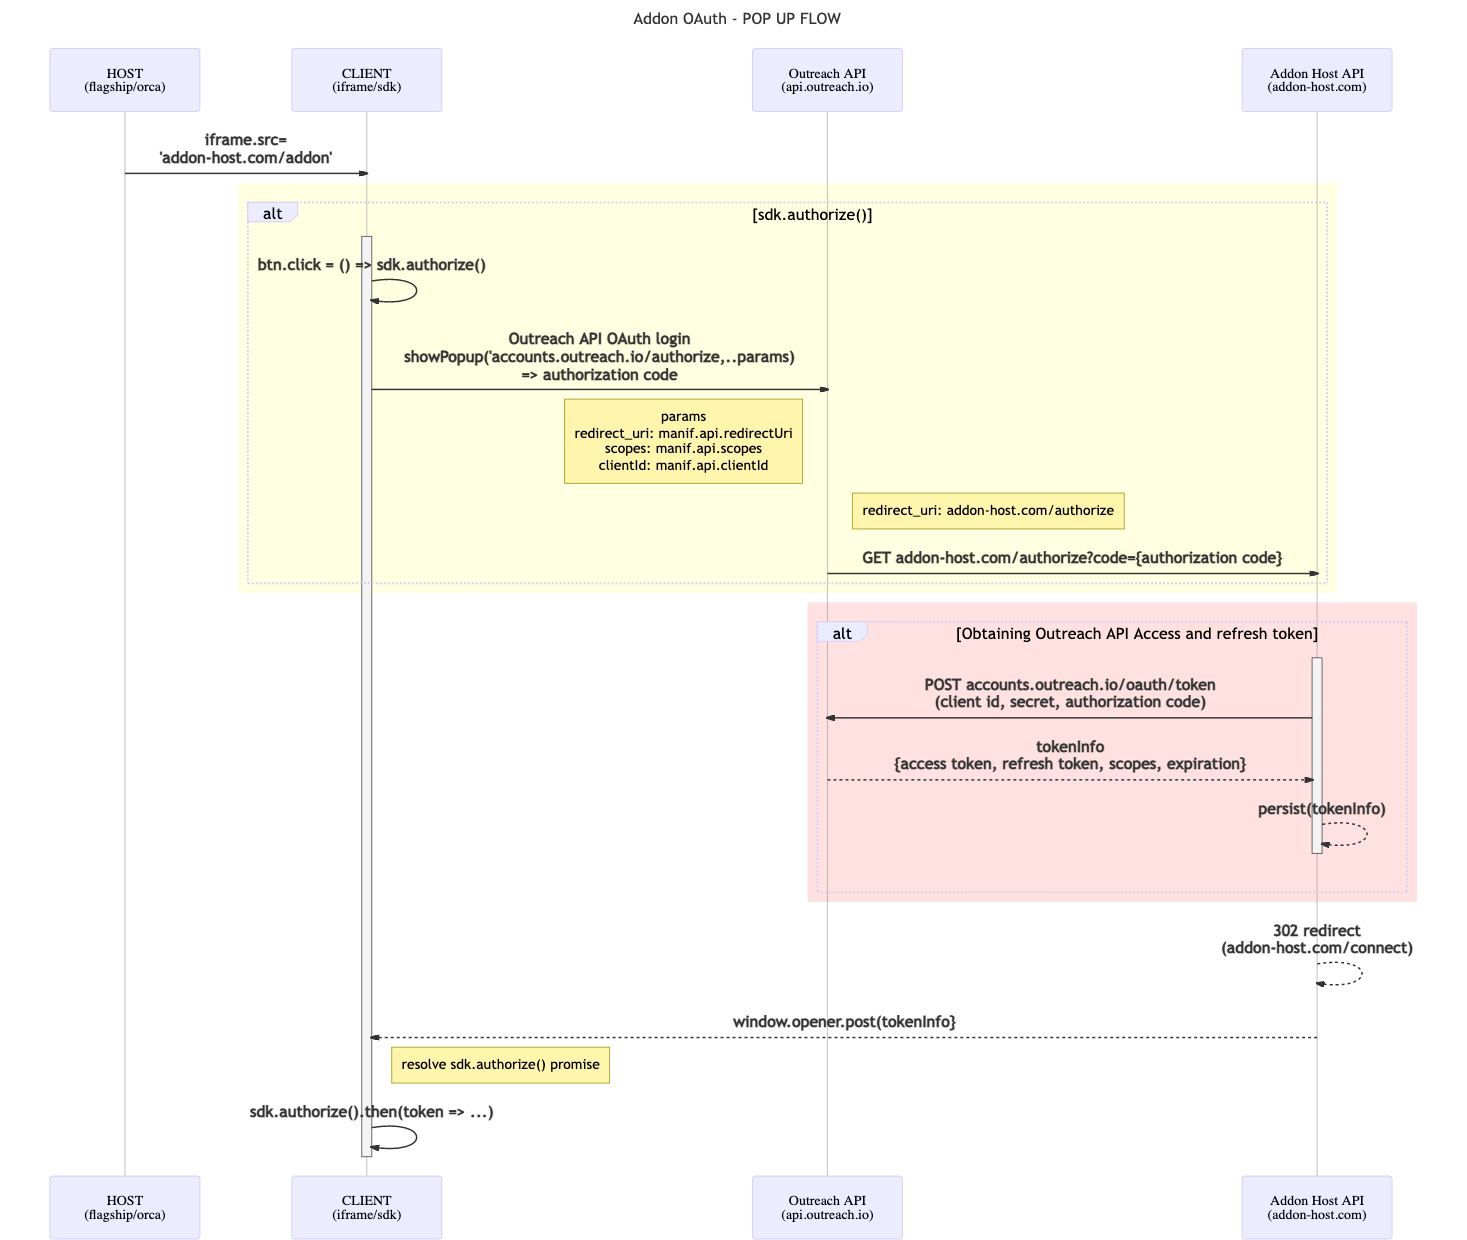 Addon OAuth - POP UP FLOW
HOST
(flagship/orca)
CLIENT
(iframe/sdk)
Outreach API
(api.outreach.io)
Addon Host API
(addon-host.com)
iframe.src=
'addon-host.com/addon'
alt
[sdk.authorize()]
btn.click = () => sdk.authorize()
Outreach API OAuth login
showPopup('accounts.outreach.io/authorize,..params)
=> authorization code
params
redirect_uri: manif.api.redirectUri
scopes: manif.api.scopes
clientId: manif.api.clientId
redirect_uri: addon-host.com/authorize
GET addon-host.com/authorize?code={authorization code}
alt
[Obtaining Outreach API Access and refresh token]
POST accounts.outreach.io/oauth/token
(client id, secret, authorization code)
tokenInfo
{access token, refresh token, scopes, expiration}
persist(tokenInfo)
302 redirect
(addon-host.com/connect)
window.opener.post(tokenInfo}
resolve sdk.authorize() promise
sdk.authorize().then(token => ...)
HOST
(flagship/orca)
CLIENT
(iframe/sdk)
Outreach API
(api.outreach.io)
Addon Host API
(addon-host.com)